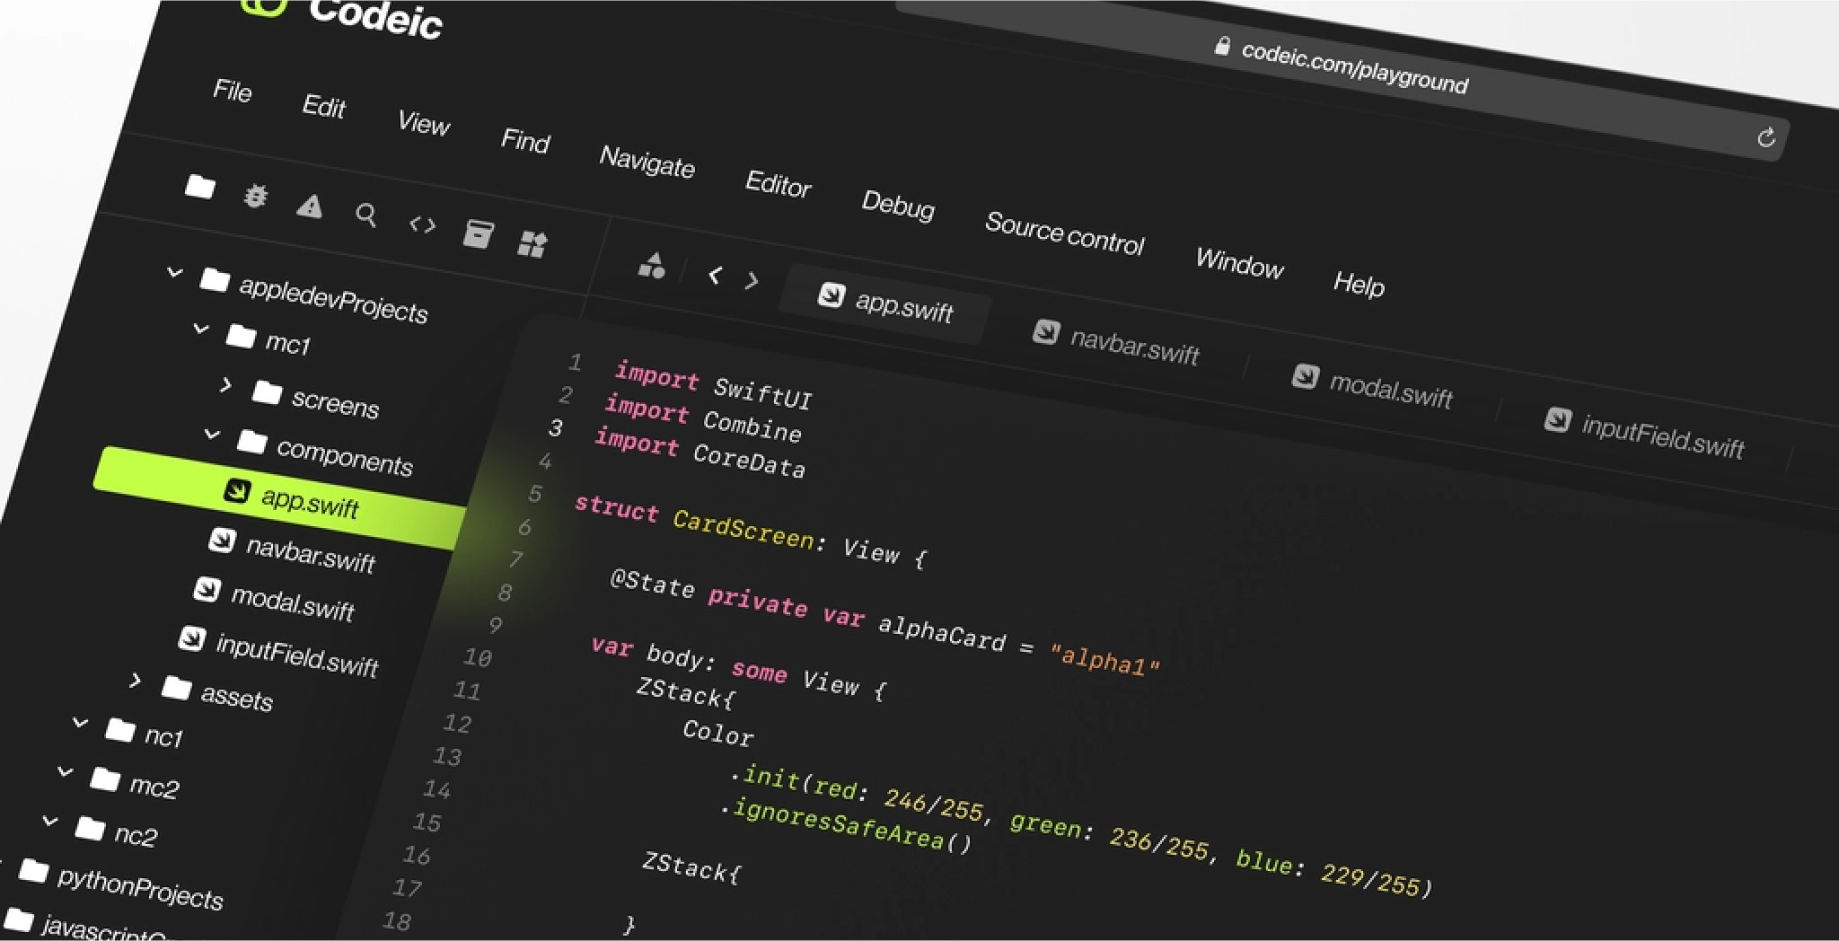 Codeic
codeic.com/playground
File Edit View Find Navigate Editor Debug Source control Window Help
appledevProjects
mc1
screens
components
app.swift
navbar.swift
modal.swift
inputField.swift
assets
nc1
mc2
nc2
pythonProjects
app.swift navbar.swift modal.swift inputField.swift
1 import SwiftUI
2 import Combine
3 import CoreData
4
5 struct CardScreen: View {
6
7 @State private var alphaCard = "alpha1"
8
9 var body: some View {
10 ZStack{
11 Color
12 .init(red: 246/255, green: 236/255, blue: 229/255)
13 .ignoresSafeArea()
14
15 ZStack{
16
17 }
18